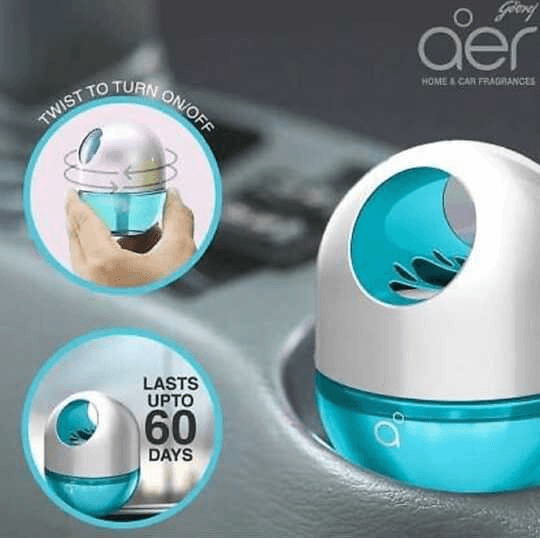 Godrej
aer
HOME & CAR FRAGRANCES
TWIST TO TURN ON/OFF
LASTS
UPTO
60
DAYS
a